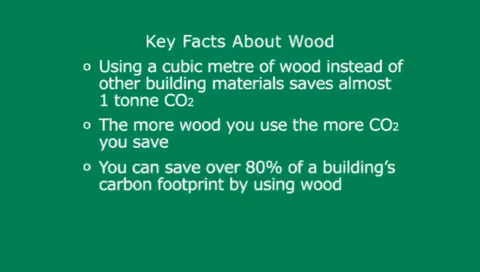 Key Facts About Wood
o Using a cubic metre of wood instead of
other building materials saves almost
1 tonne CO2
o The more wood you use the more CO2
you save
o You can save over 80% of a building's
carbon footprint by using wood